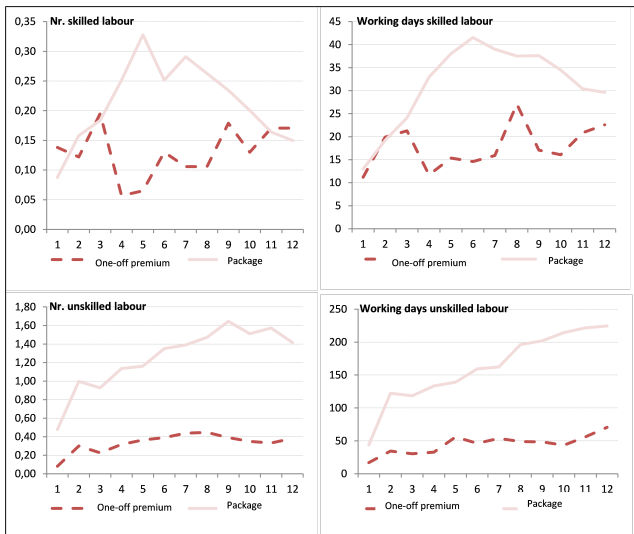 Nr. skilled labour
0,35
0,30
0,25
0,20
0,15
0,10
0,05
0,00
1 2 3 4 5 6 7 8 9 10 11 12
One-off premium Package
Working days skilled labour
45
40
35
30
25
20
15
10
5
0
1 2 3 4 5 6 7 8 9 10 11 12
One-off premium Package
Nr. unskilled labour
1,80
1,60
1,40
1,20
1,00
0,80
0,60
0,40
0,20
0,00
1 2 3 4 5 6 7 8 9 10 11 12
One-off premium Package
Working days unskilled labour
250
200
150
100
50
0
1 2 3 4 5 6 7 8 9 10 11 12
One-off premium Package